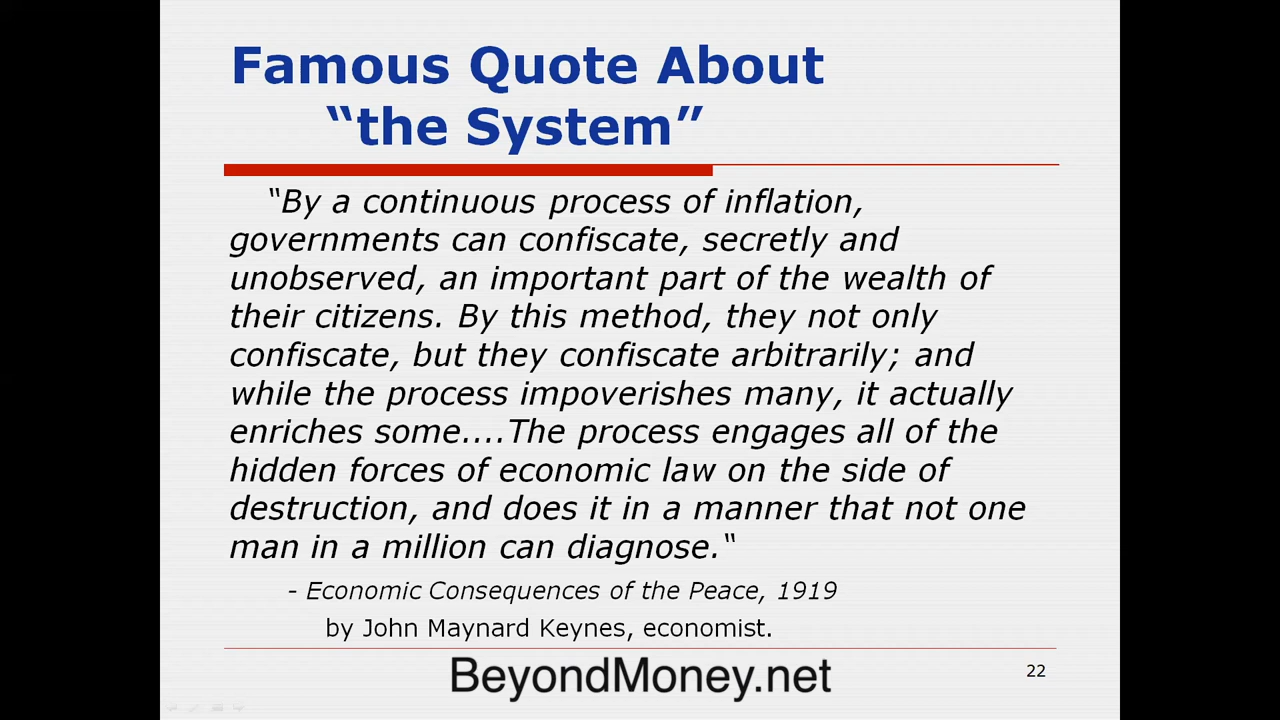 Famous Quote About
“the System”
“By a continuous process of inflation,
governments can confiscate, secretly and
unobserved, an important part of the wealth of
their citizens. By this method, they not only
confiscate, but they confiscate arbitrarily; and
while the process impoverishes many, it actually
enriches some....The process engages all of the
hidden forces of economic law on the side of
destruction, and does it in a manner that not one
man in a million can diagnose.“
- Economic Consequences of the Peace, 1919
by John Maynard Keynes, economist.
BeyondMoney.net
22